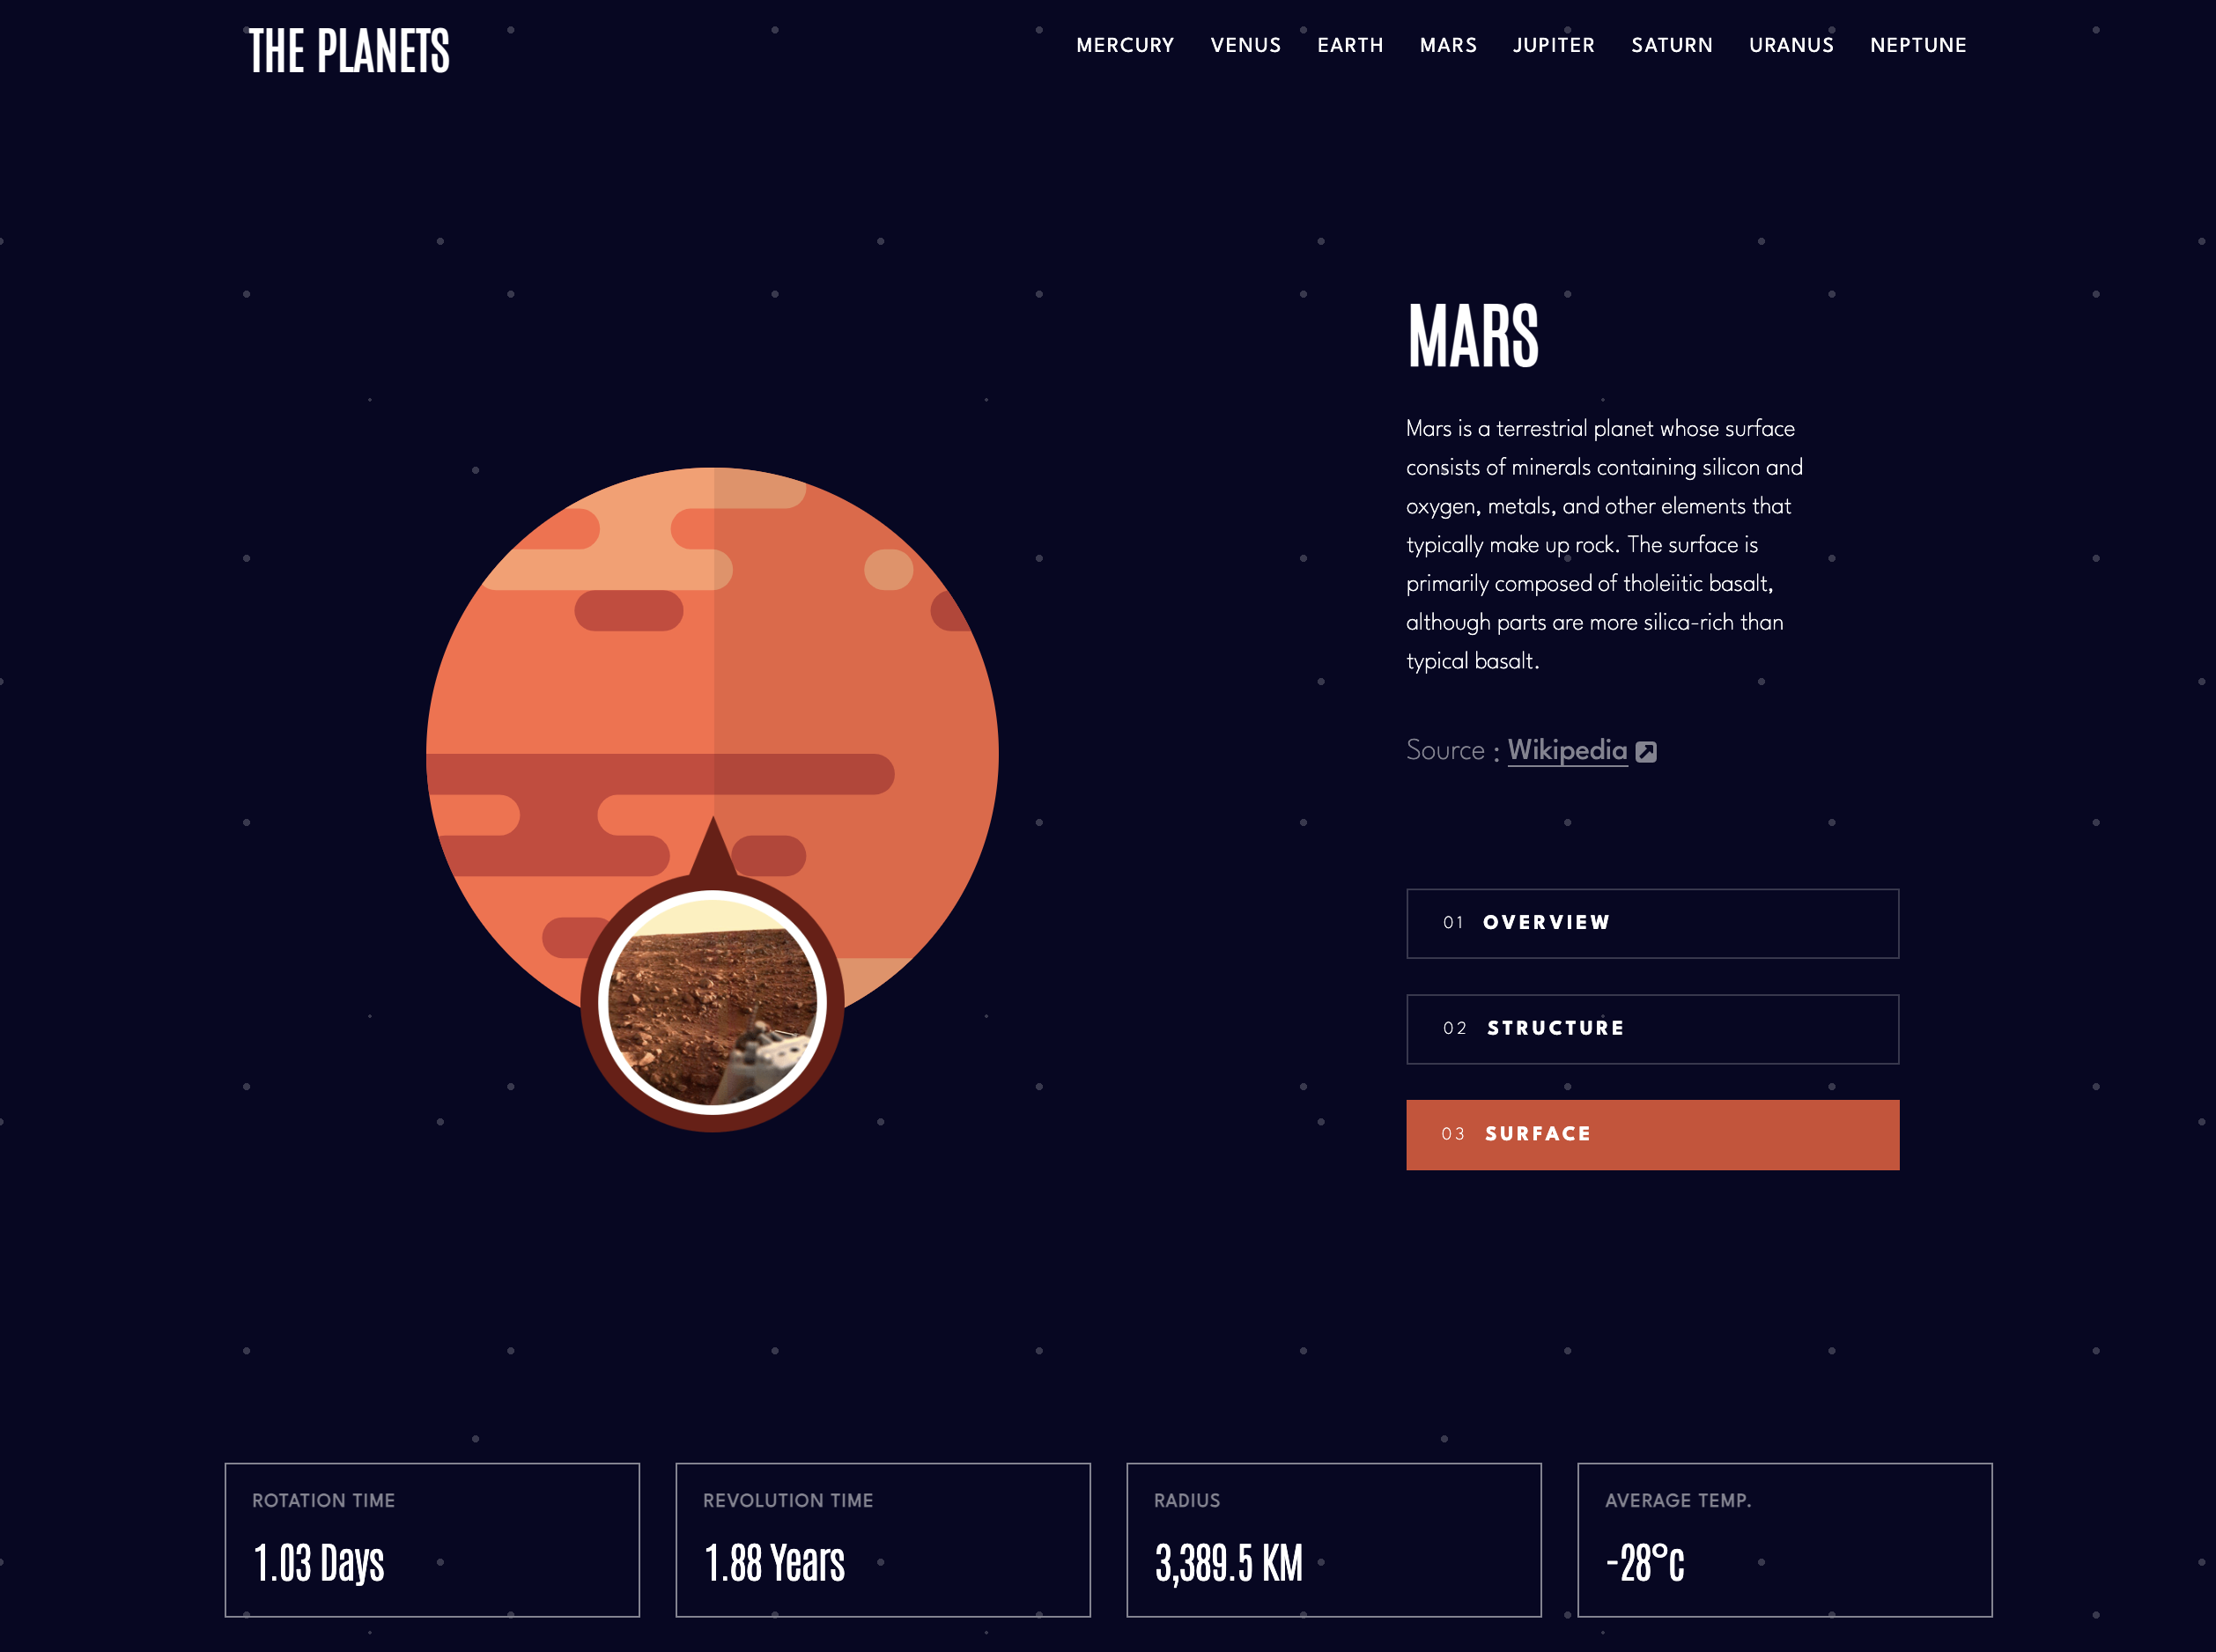 THE PLANETS
MERCURY VENUS EARTH MARS JUPITER SATURN URANUS NEPTUNE
MARS
Mars is a terrestrial planet whose surface
consists of minerals containing silicon and
oxygen, metals, and other elements that
typically make up rock. The surface is
primarily composed of tholeiitic basalt,
although parts are more silica-rich than
typical basalt.
Source : Wikipedia
01 OVERVIEW
02 STRUCTURE
03 SURFACE
ROTATION TIME
1.03 Days
REVOLUTION TIME
1.88 Years
RADIUS
3,389.5 KM
AVERAGE TEMP.
-28°c